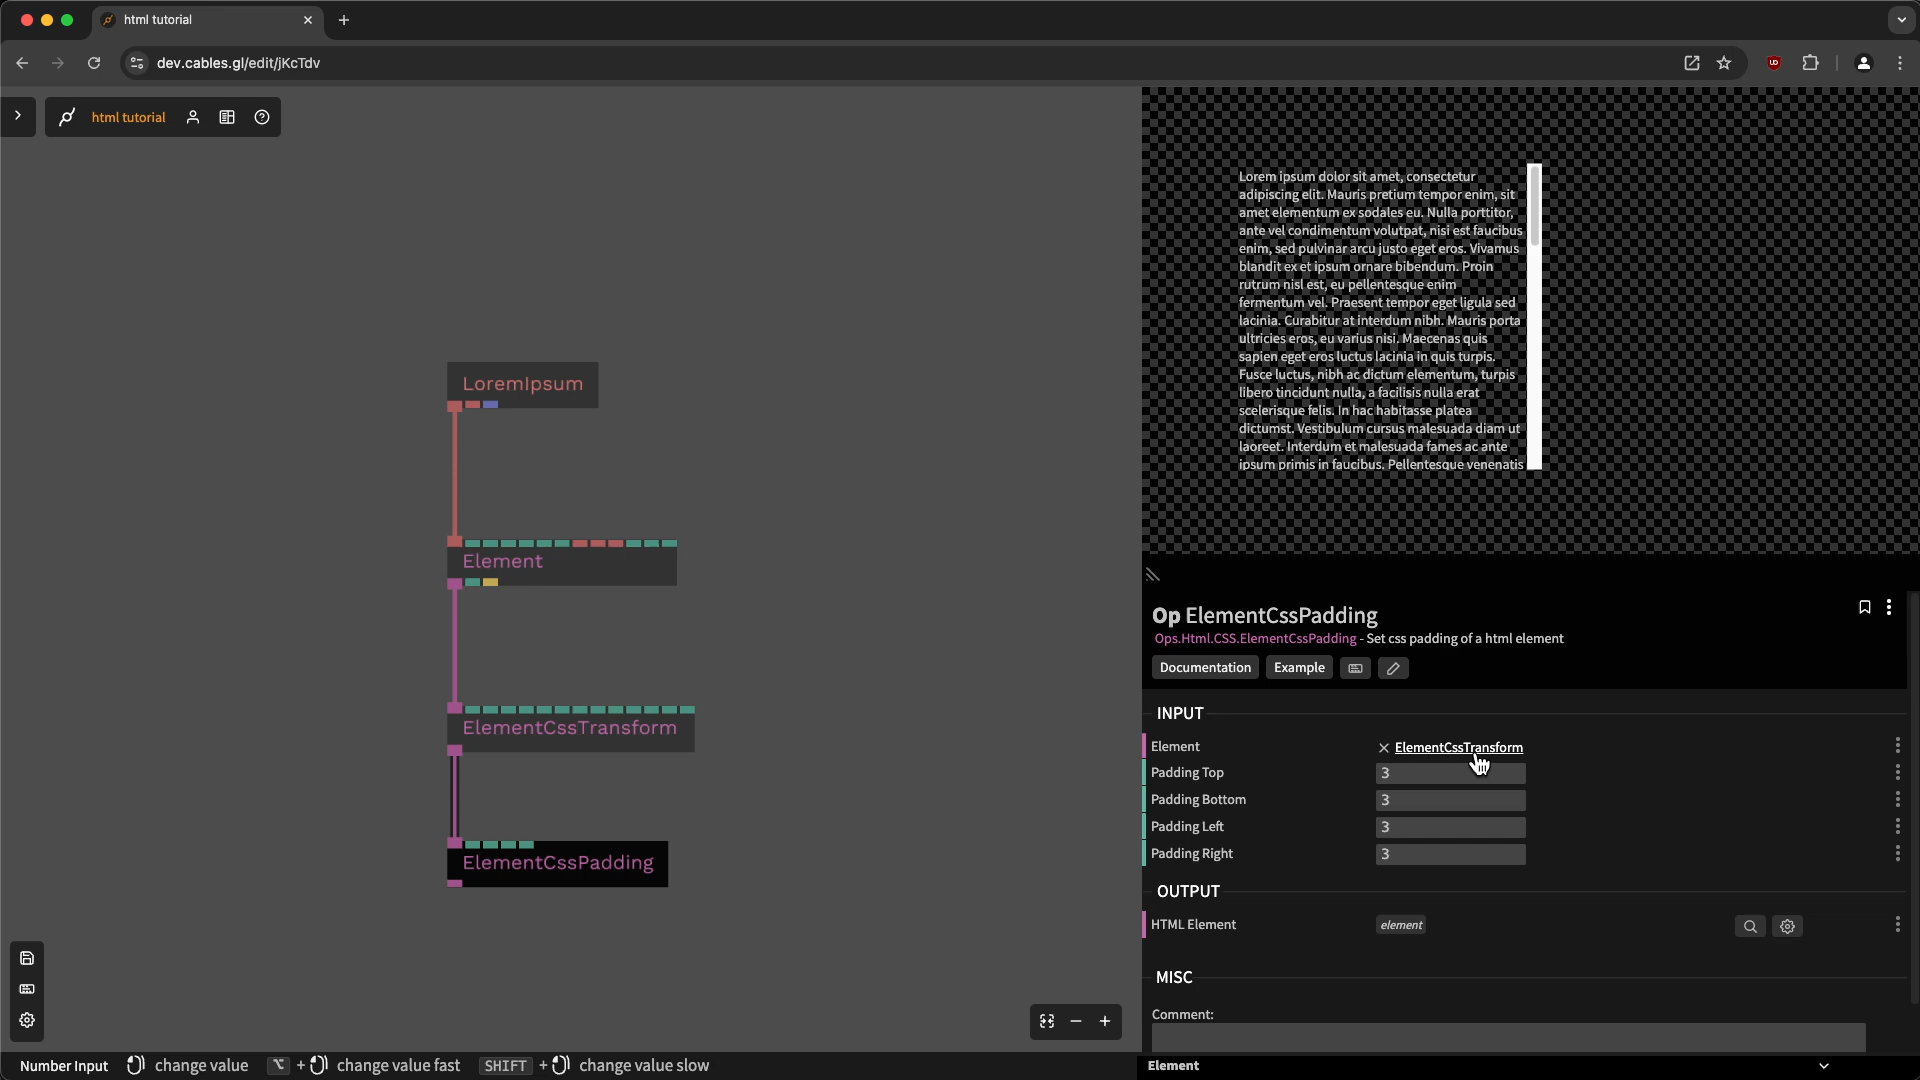 html tutorial
dev.cables.gl/edit/jKcTdv
html tutorial
LoremIpsum
Element
ElementCssTransform
ElementCssPadding
Lorem ipsum dolor sit amet, consectetur
adipiscing elit. Mauris pretium tempor enim, sit
amet elementum ex sodales eu. Nulla porttitor,
ante vel condimentum volutpat, nisi est faucibus
enim, sed pulvinar arcu justo eget eros. Vivamus
blandit ex et ipsum ornare bibendum. Proin
rutrum nisl est, eu pellentesque enim
fermentum vel. Praesent tempor eget ligula sed
lacinia. Curabitur at interdum nibh. Mauris porta
ultricies eros, eu varius nisi. Maecenas quis
sapien eget eros luctus lacinia in quis turpis.
Fusce luctus, nibh ac dictum elementum, turpis
libero tincidunt nulla, a facilisis nulla erat
scelerisque felis. In hac habitasse platea
dictumst. Vestibulum cursus malesuada diam ut
laoreet. Interdum et malesuada fames ac ante
ipsum primis in faucibus. Pellentesque venenatis
Op ElementCssPadding
Ops.Html.CSS.ElementCssPadding - Set css padding of a html element
Documentation Example
INPUT
Element ElementCssTransform
Padding Top 3
Padding Bottom 3
Padding Left 3
Padding Right 3
OUTPUT
HTML Element element
MISC
Comment:
Number Input change value ⌥ + change value fast SHIFT + change value slow
Element